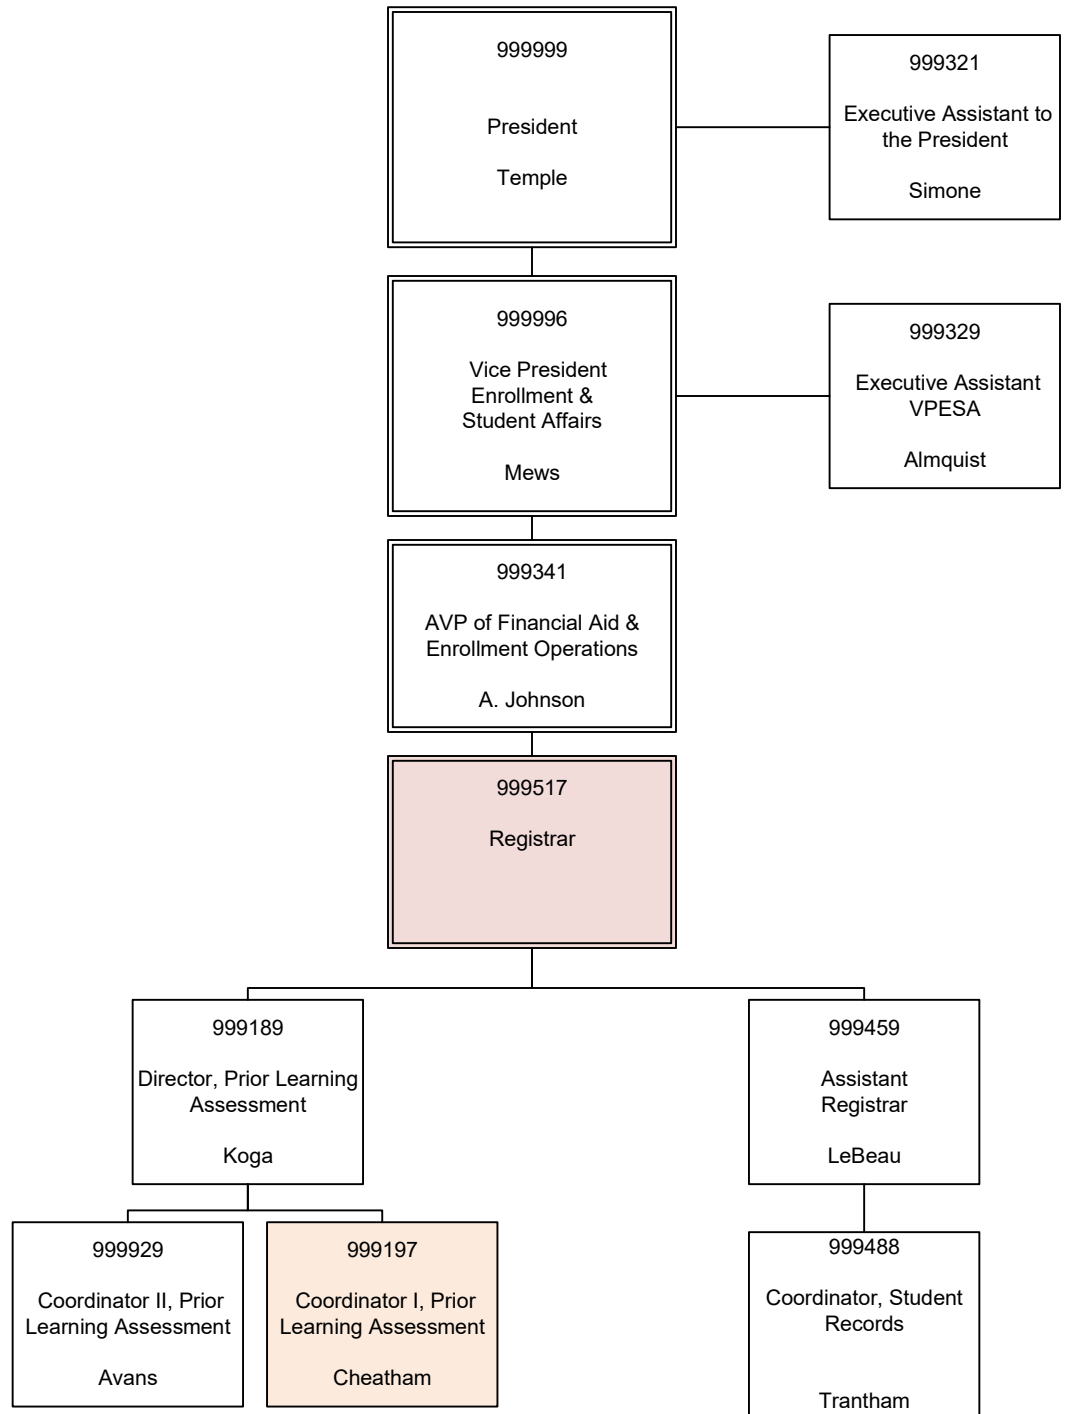 999999
President
Temple
999321
Executive Assistant to
the President
Simone
999996
Vice President
Enrollment &
Student Affairs
Mews
999329
Executive Assistant
VPESA
Almquist
999341
AVP of Financial Aid &
Enrollment Operations
A. Johnson
999517
Registrar
999189
Director, Prior Learning
Assessment
Koga
999459
Assistant
Registrar
LeBeau
999929
Coordinator II, Prior
Learning Assessment
Avans
999197
Coordinator I, Prior
Learning Assessment
Cheatham
999488
Coordinator, Student
Records
Trantham